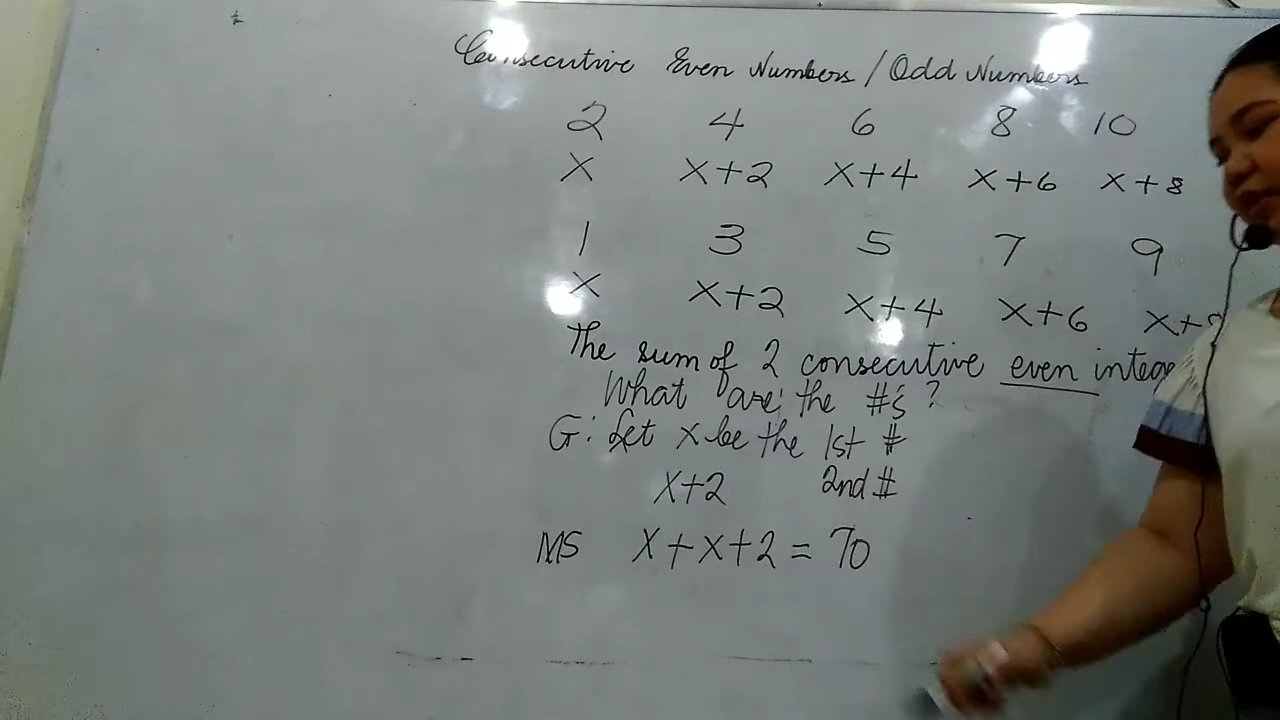 Consecutive Even Numbers / Odd Numbers
2 4 6 8 10
x x+2 x+4 x+6 x+8
1 3 5 7 9
x x+2 x+4 x+6 x+
The sum of 2 consecutive even
What are the #'s ?
G: Let x be the 1st #
x+2 2nd #
MS x+x+2 = 70